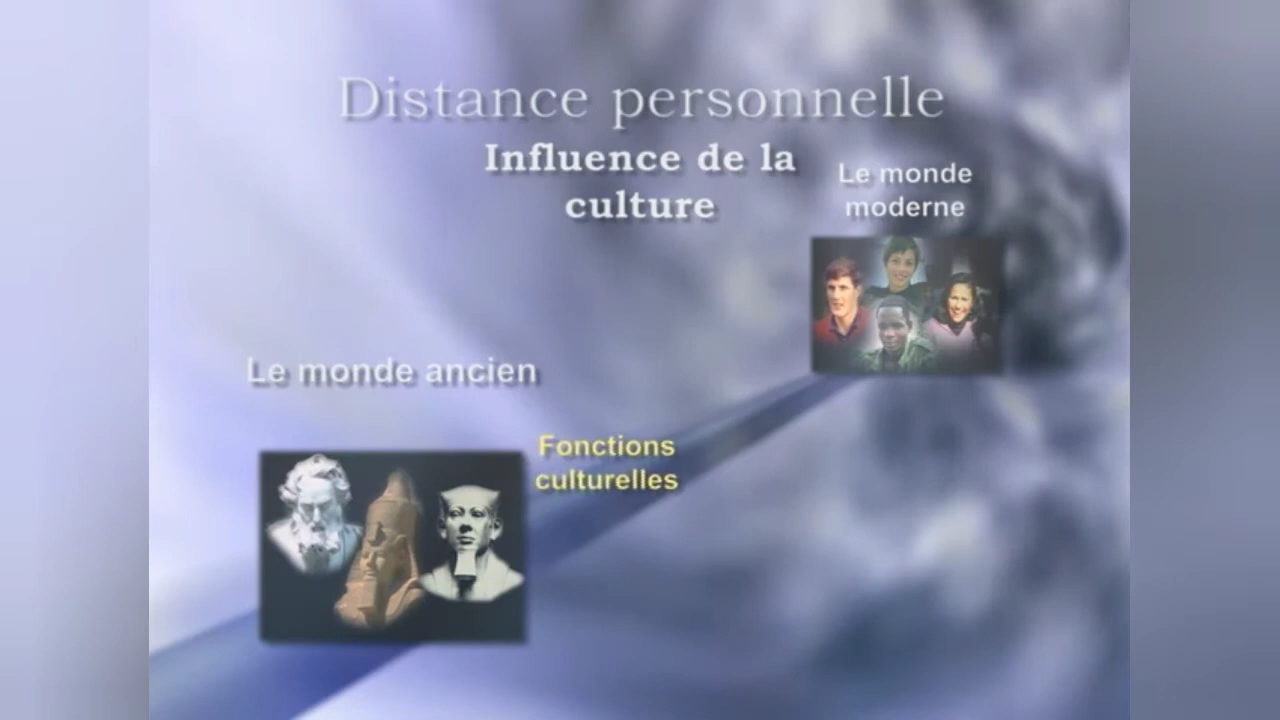 Distance personnelle
Influence de la
culture
Le monde
moderne
Le monde ancien
Fonctions
culturelles